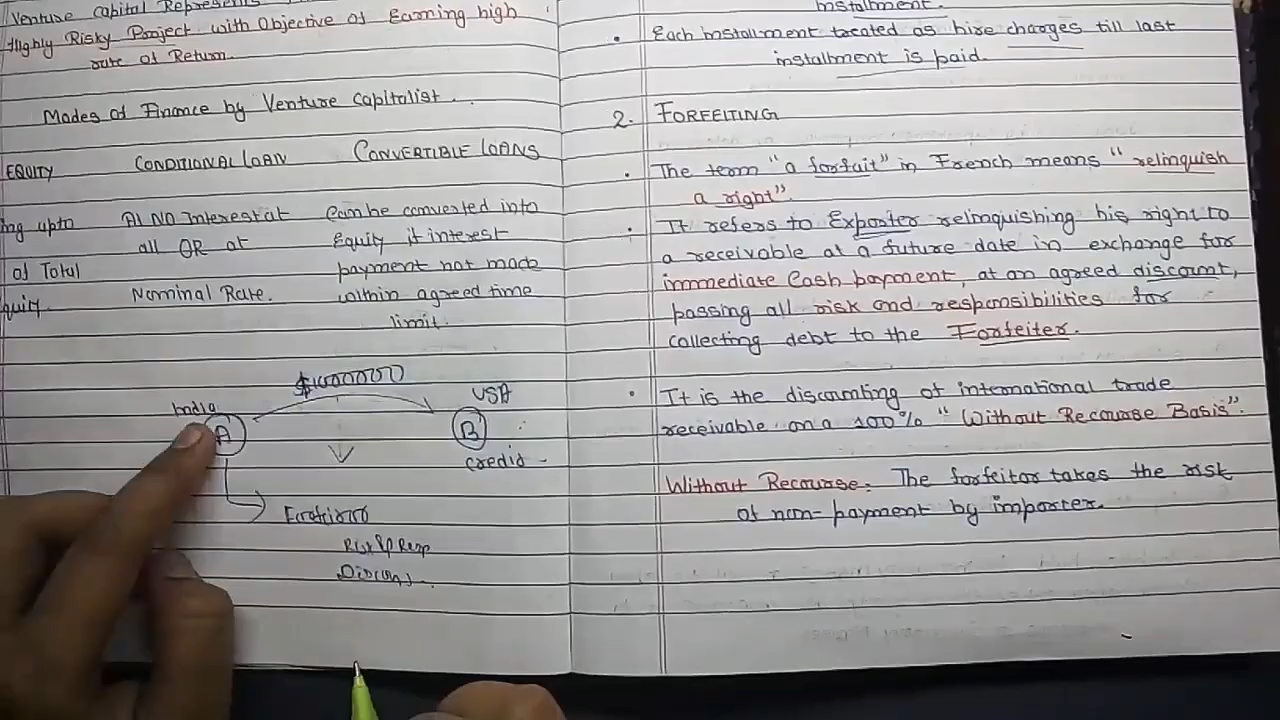 Venture Capital Represents
Highly Risky Project with Objective of Earning high
rate of Return.
Modes of Finance by Venture Capitalist.
EQUITY CONDITIONAL LOAN CONVERTIBLE LOANS
ng upto
of Total
quity.
At NO Interest at
all OR at
Nominal Rate.
Can be converted into
Equity if interest
payment not made
within agreed time
limit.
India
A
USA
B
credit
Risk & Resp
Installment.
• Each installment treated as hire charges till last
installment is paid.
2. FORFEITING
• The term "a forfait" in French means "relinquish
a right".
• It refers to Exporter relinquishing his right to
a receivable at a future date in exchange for
immediate Cash payment, at an agreed discount,
passing all risk and responsibilities for
collecting debt to the Forfeiter.
• It is the discounting of international trade
receivable on a 100% "Without Recourse Basis".
Without Recourse: The forfeitor takes the risk
of non-payment by importer.